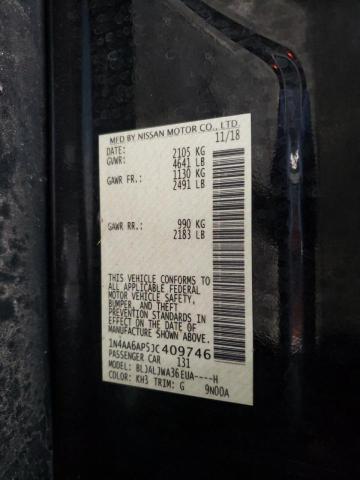 MFD BY NISSAN MOTOR CO., LTD.
DATE: 11/18
GVWR: 2105 KG
4641 LB
GAWR FR.: 1130 KG
2491 LB
GAWR RR.: 990 KG
2183 LB
THIS VEHICLE CONFORMS TO
ALL APPLICABLE FEDERAL
MOTOR VEHICLE SAFETY,
BUMPER, AND THEFT
PREVENTION STANDARDS
IN EFFECT ON THE DATE OF
MANUFACTURE SHOWN ABOVE.
1N4AA6AP5JC409746
PASSENGER CAR 131
MODEL: BLJALJWA36EUA----H
COLOR: KH3 TRIM: G 9N00A